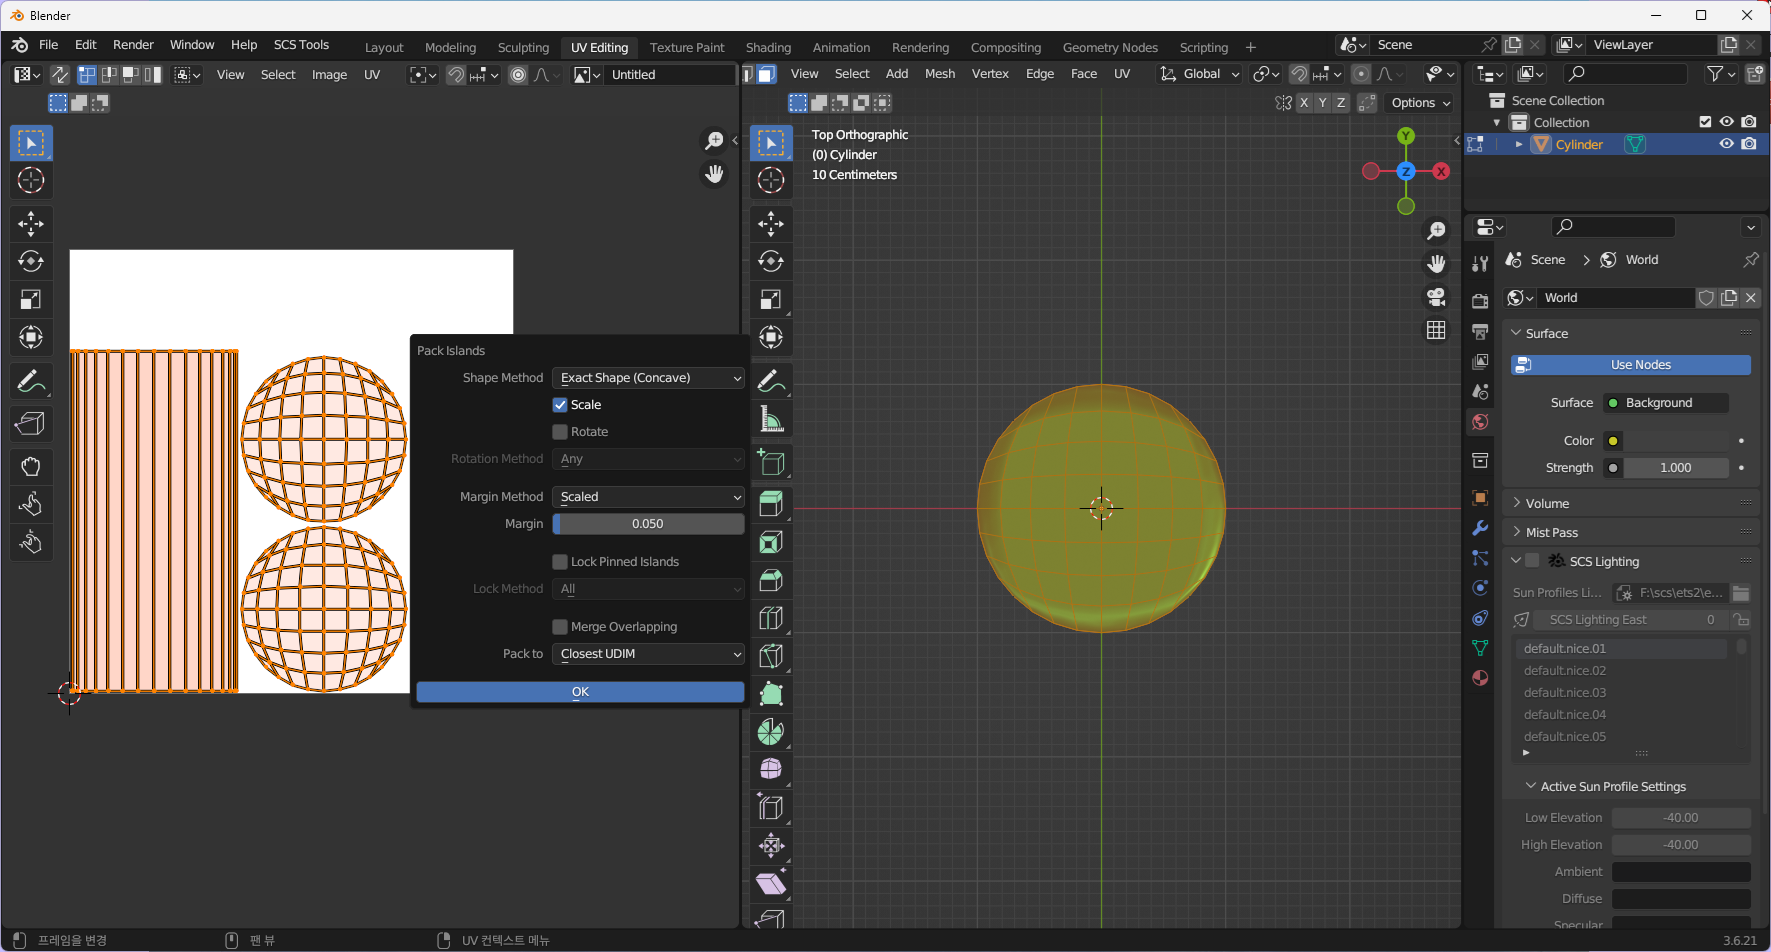 Blender
File Edit Render Window Help SCS Tools Layout Modeling Sculpting UV Editing Texture Paint Shading Animation Rendering Compositing Geometry Nodes Scripting + Scene ViewLayer
View Select Image UV Untitled
View Select Add Mesh Vertex Edge Face UV Global
X Y Z Options
Top Orthographic
(0) Cylinder
10 Centimeters
Y
Z X
Pack Islands
Shape Method Exact Shape (Concave)
Scale
Rotate
Rotation Method Any
Margin Method Scaled
Margin 0.050
Lock Pinned Islands
Lock Method All
Merge Overlapping
Pack to Closest UDIM
OK
Scene Collection
Collection
Cylinder
Scene World
World
Surface
Use Nodes
Surface Background
Color
Strength 1.000
Volume
Mist Pass
SCS Lighting
Sun Profiles Li... F:\scs\ets2\e...
SCS Lighting East 0
default.nice.01
default.nice.02
default.nice.03
default.nice.04
default.nice.05
Active Sun Profile Settings
Low Elevation -40.00
High Elevation -40.00
Ambient
Diffuse
Specular
프레임을 변경 팬 뷰 UV 컨텍스트 메뉴 3.6.21